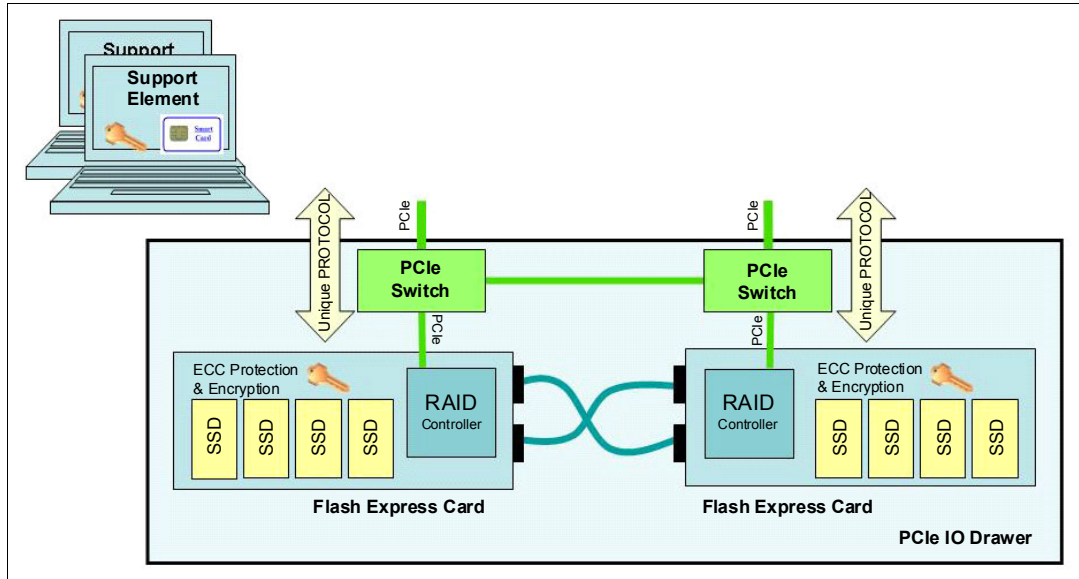 Support
Support
Element
Smart
Card
Unique PROTOCOL
PCIe
PCIe
Unique PROTOCOL
PCIe
Switch
PCIe
Switch
PCIe
PCIe
ECC Protection
& Encryption
SSD
SSD
SSD
SSD
RAID
Controller
RAID
Controller
ECC Protection
& Encryption
SSD
SSD
SSD
SSD
Flash Express Card
Flash Express Card
PCIe IO Drawer